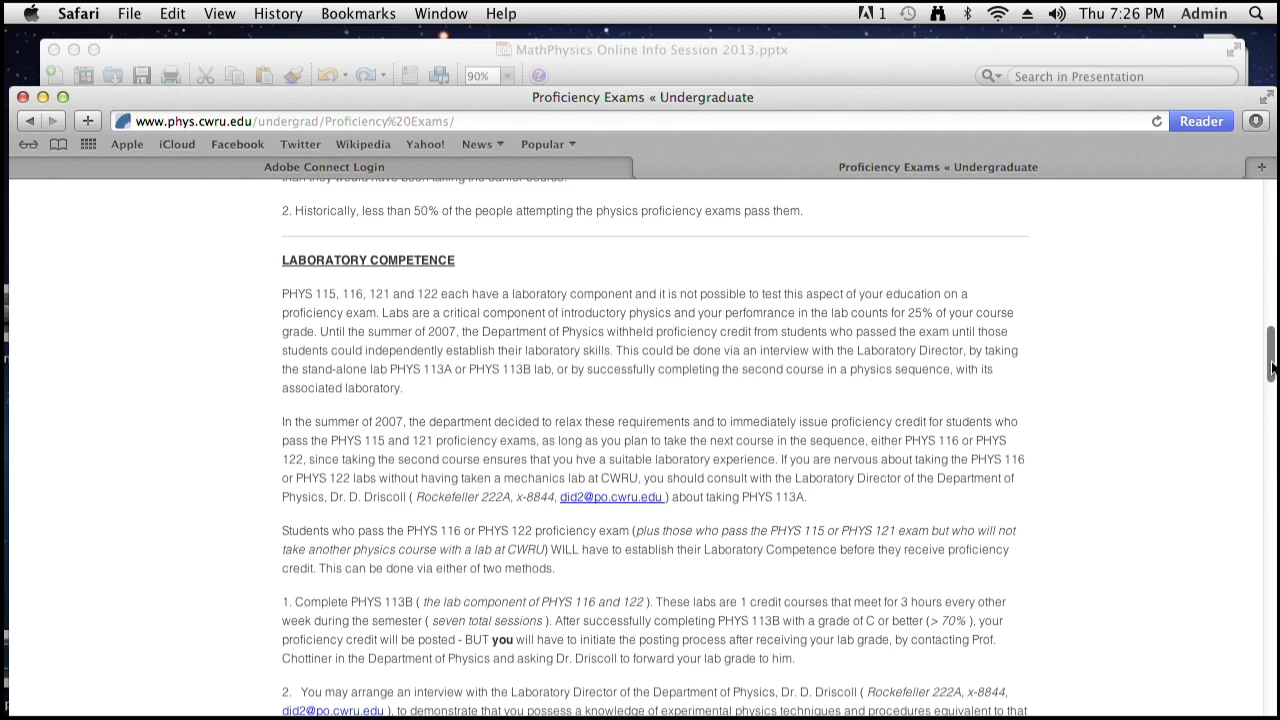 Safari File Edit View History Bookmarks Window Help 1 Thu 7:26 PM Admin
MathPhysics Online Info Session 2013.pptx
90% Search in Presentation
Proficiency Exams « Undergraduate
www.phys.cwru.edu/undergrad/Proficiency%20Exams/ Reader
Apple iCloud Facebook Twitter Wikipedia Yahoo! News Popular
Adobe Connect Login Proficiency Exams « Undergraduate
than they would have been taking the earlier course.
2. Historically, less than 50% of the people attempting the physics proficiency exams pass them.
LABORATORY COMPETENCE
PHYS 115, 116, 121 and 122 each have a laboratory component and it is not possible to test this aspect of your education on a
proficiency exam. Labs are a critical component of introductory physics and your perfomrance in the lab counts for 25% of your course
grade. Until the summer of 2007, the Department of Physics withheld proficiency credit from students who passed the exam until those
students could independently establish their laboratory skills. This could be done via an interview with the Laboratory Director, by taking
the stand-alone lab PHYS 113A or PHYS 113B lab, or by successfully completing the second course in a physics sequence, with its
associated laboratory.
In the summer of 2007, the department decided to relax these requirements and to immediately issue proficiency credit for students who
pass the PHYS 115 and 121 proficiency exams, as long as you plan to take the next course in the sequence, either PHYS 116 or PHYS
122, since taking the second course ensures that you hve a suitable laboratory experience. If you are nervous about taking the PHYS 116
or PHYS 122 labs without having taken a mechanics lab at CWRU, you should consult with the Laboratory Director of the Department of
Physics, Dr. D. Driscoll ( Rockefeller 222A, x-8844, did2@po.cwru.edu ) about taking PHYS 113A.
Students who pass the PHYS 116 or PHYS 122 proficiency exam (plus those who pass the PHYS 115 or PHYS 121 exam but who will not
take another physics course with a lab at CWRU) WILL have to establish their Laboratory Competence before they receive proficiency
credit. This can be done via either of two methods.
1. Complete PHYS 113B ( the lab component of PHYS 116 and 122 ). These labs are 1 credit courses that meet for 3 hours every other
week during the semester ( seven total sessions ). After successfully completing PHYS 113B with a grade of C or better (> 70% ), your
proficiency credit will be posted - BUT you will have to initiate the posting process after receiving your lab grade, by contacting Prof.
Chottiner in the Department of Physics and asking Dr. Driscoll to forward your lab grade to him.
2. You may arrange an interview with the Laboratory Director of the Department of Physics, Dr. D. Driscoll ( Rockefeller 222A, x-8844,
did2@po.cwru.edu ), to demonstrate that you possess a knowledge of experimental physics techniques and procedures equivalent to that